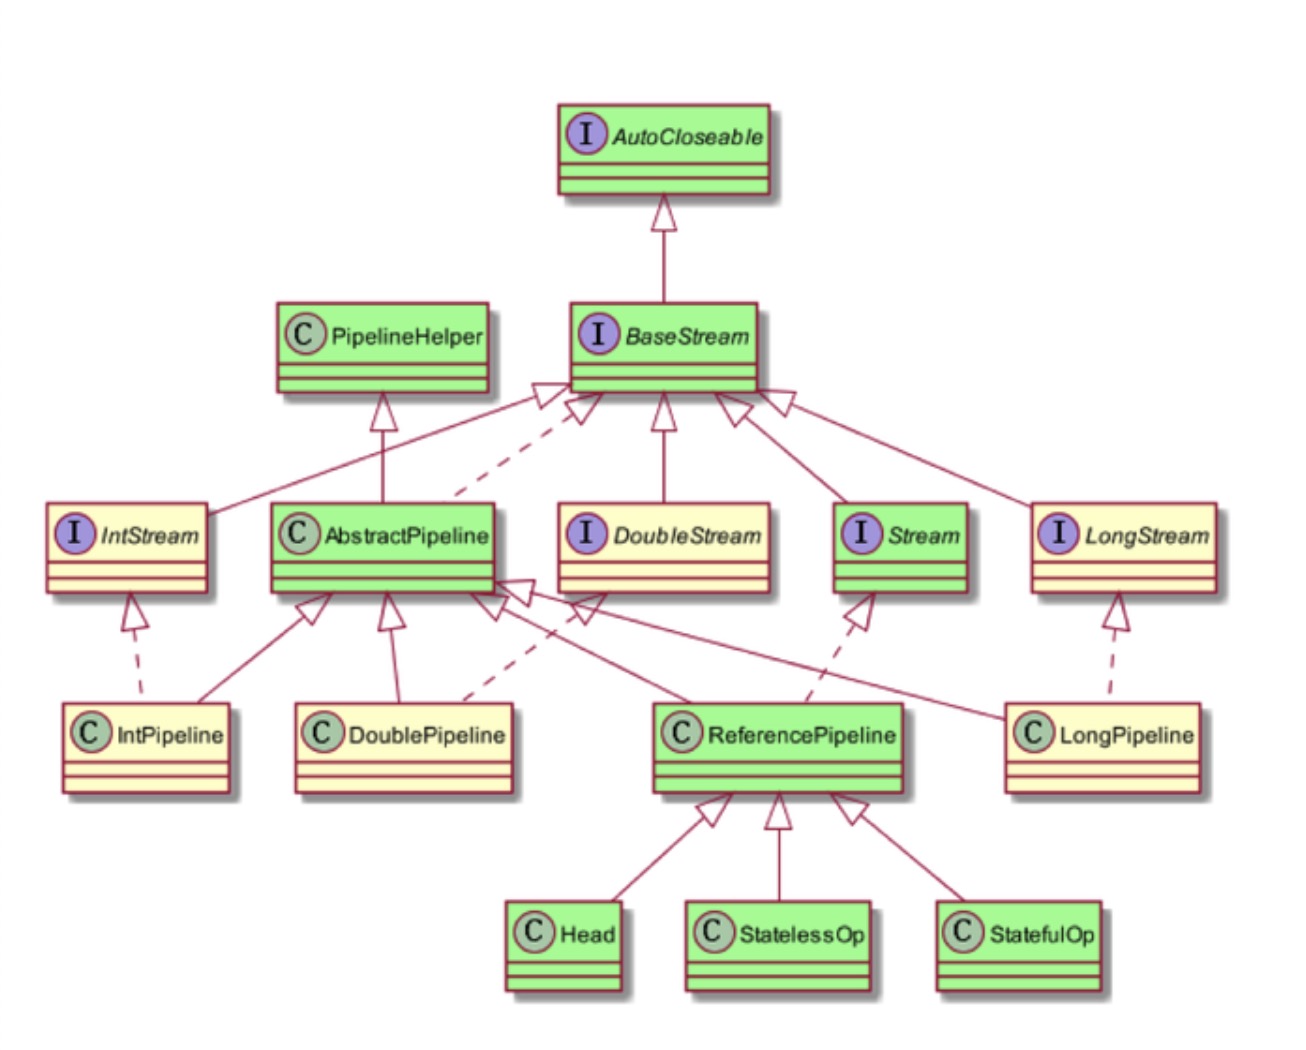 I AutoCloseable
C PipelineHelper
I BaseStream
I IntStream
C AbstractPipeline
I DoubleStream
I Stream
I LongStream
C IntPipeline
C DoublePipeline
C ReferencePipeline
C LongPipeline
C Head
C StatelessOp
C StatefulOp